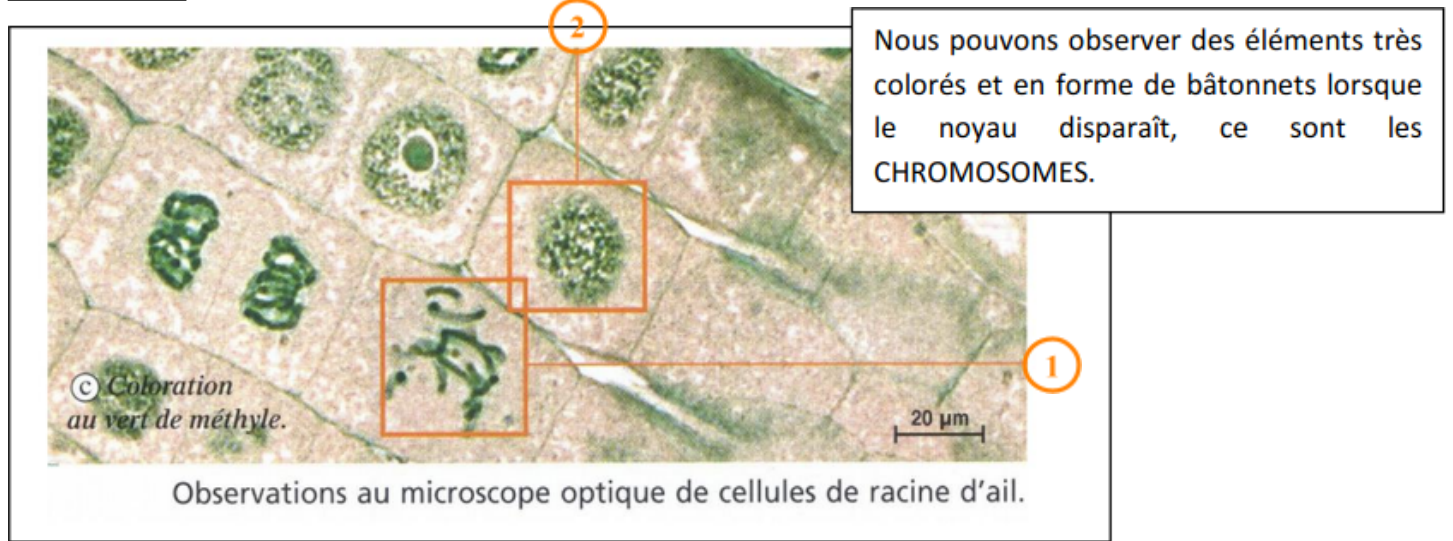 2
Nous pouvons observer des éléments très
colorés et en forme de bâtonnets lorsque
le noyau disparaît, ce sont les
CHROMOSOMES.
1
c Coloration
au vert de méthyle.
20 µm
Observations au microscope optique de cellules de racine d'ail.